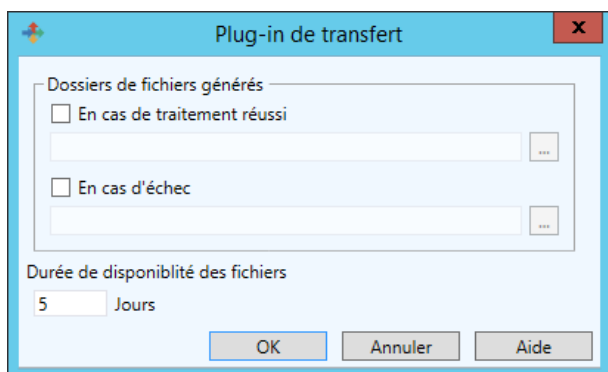 Plug-in de transfert
x
Dossiers de fichiers générés
En cas de traitement réussi
...
En cas d'échec
...
Durée de disponiblité des fichiers
5 Jours
OK Annuler Aide